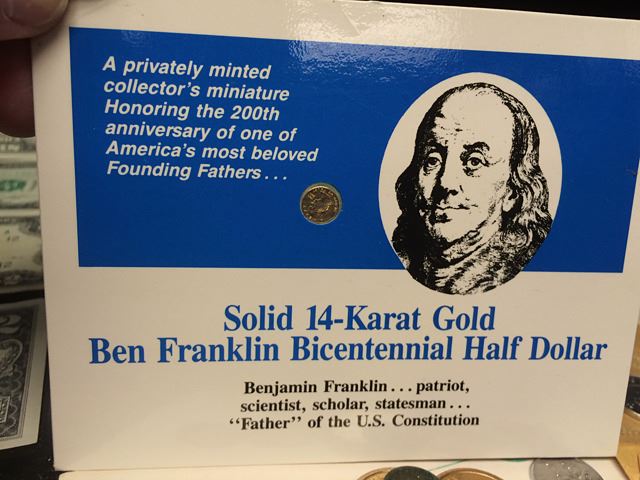 A privately minted
collector's miniature
Honoring the 200th
anniversary of one of
America's most beloved
Founding Fathers...
Solid 14-Karat Gold
Ben Franklin Bicentennial Half Dollar
Benjamin Franklin...patriot,
scientist, scholar, statesman...
"Father" of the U.S. Constitution